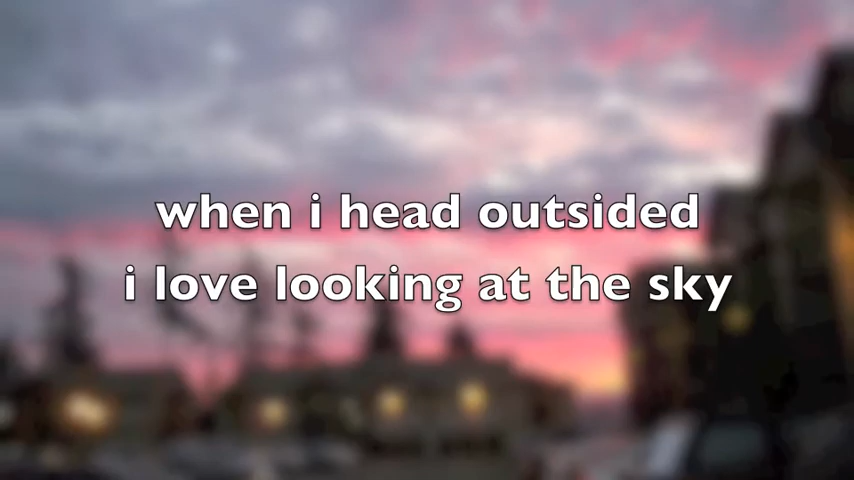 when i head outsided
i love looking at the sky